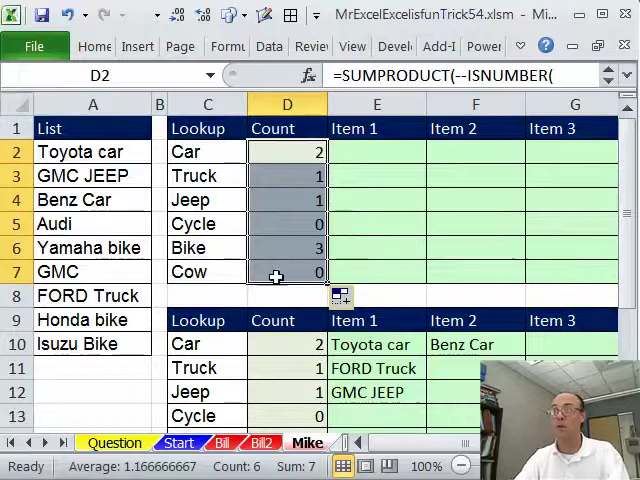 MrExcelExcelisfunTrick54.xlsm - Mi...
File Home Insert Page Formu Data Review View Develo Add-I Power
D2 fx =SUMPRODUCT(--ISNUMBER(
A B C D E F G
1 List Lookup Count Item 1 Item 2 Item 3
2 Toyota car Car 2
3 GMC JEEP Truck 1
4 Benz Car Jeep 1
5 Audi Cycle 0
6 Yamaha bike Bike 3
7 GMC Cow 0
8 FORD Truck
9 Honda bike Lookup Count Item 1 Item 2 Item 3
10 Isuzu Bike Car 2 Toyota car Benz Car
11 Truck 1 FORD Truck
12 Jeep 1 GMC JEEP
13 Cycle 0
Question Start Bill Bill2 Mike
Ready Average: 1.166666667 Count: 6 Sum: 7 100%